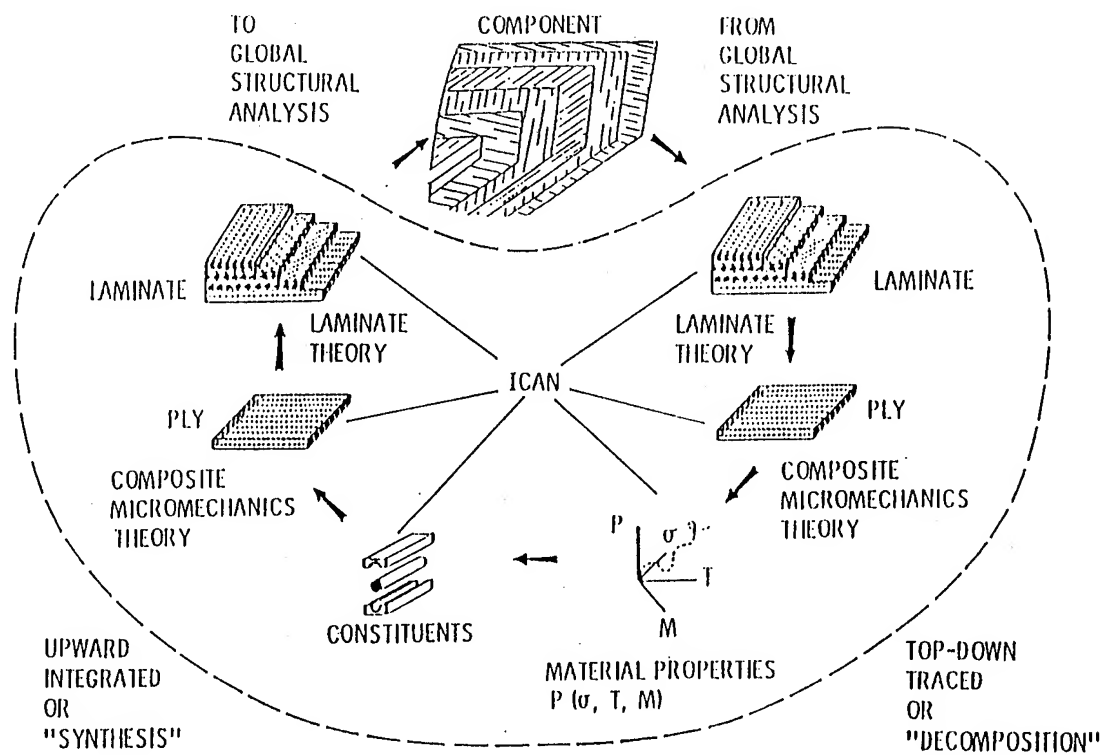 TO
GLOBAL
STRUCTURAL
ANALYSIS
COMPONENT
FROM
GLOBAL
STRUCTURAL
ANALYSIS
LAMINATE
LAMINATE
THEORY
PLY
COMPOSITE
MICROMECHANICS
THEORY
ICAN
LAMINATE
LAMINATE
THEORY
PLY
COMPOSITE
MICROMECHANICS
THEORY
P
σ
T
M
CONSTITUENTS
MATERIAL PROPERTIES
P (σ, T, M)
UPWARD
INTEGRATED
OR
"SYNTHESIS"
TOP-DOWN
TRACED
OR
"DECOMPOSITION"